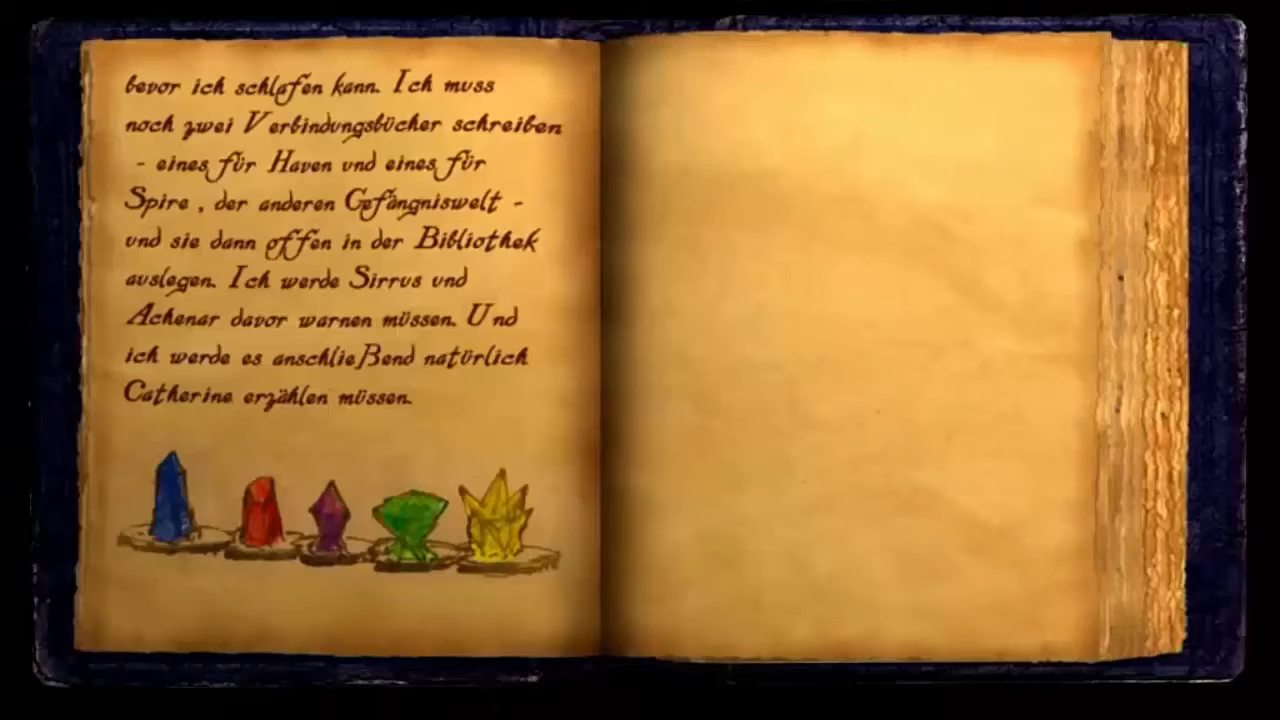 bevor ich schlafen kann. Ich muss
noch zwei Verbindungsbücher schreiben
- eines für Haven und eines für
Spire , der anderen Gefängniswelt -
und sie dann offen in der Bibliothek
auslegen. Ich werde Sirrus und
Achenar davor warnen müssen. Und
ich werde es anschließend natürlich
Catherine erzählen müssen.